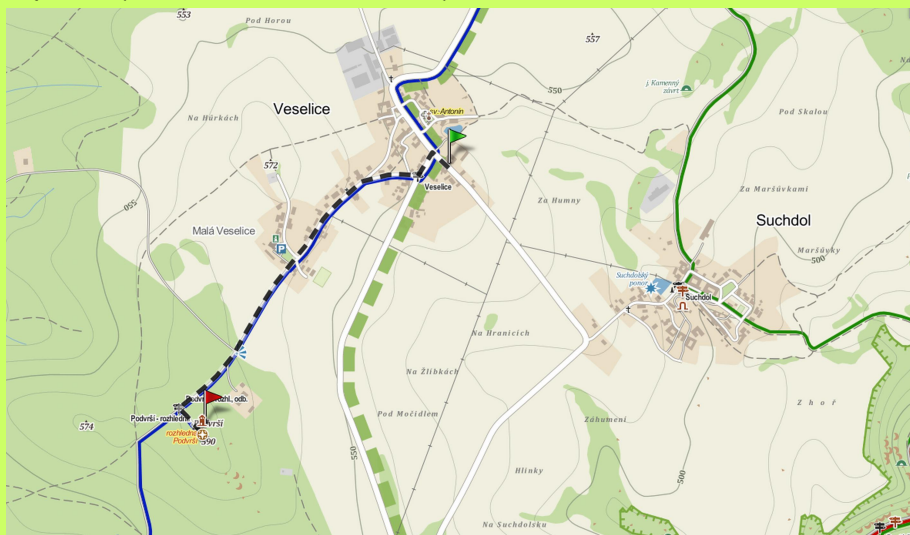 553
Pod Horou
557
550
j. Kamenný
závrt
Pod Skalou
Veselice
sv. Antonín
Na Hůrkách
572
Veselice
550
Za Humny
Za Maršůvkami
Suchdol
Malá Veselice
P
Maršůvky
500
Suchdolský
ponor
Suchdol
Na Hranicích
Na Žlíbkách
Podvrší - rozhledna
574
rozhledna
Podvrší
590
Pod Močidlem
Záhumení
Zhoř
550
Hlinky
500
Na Suchdolsku